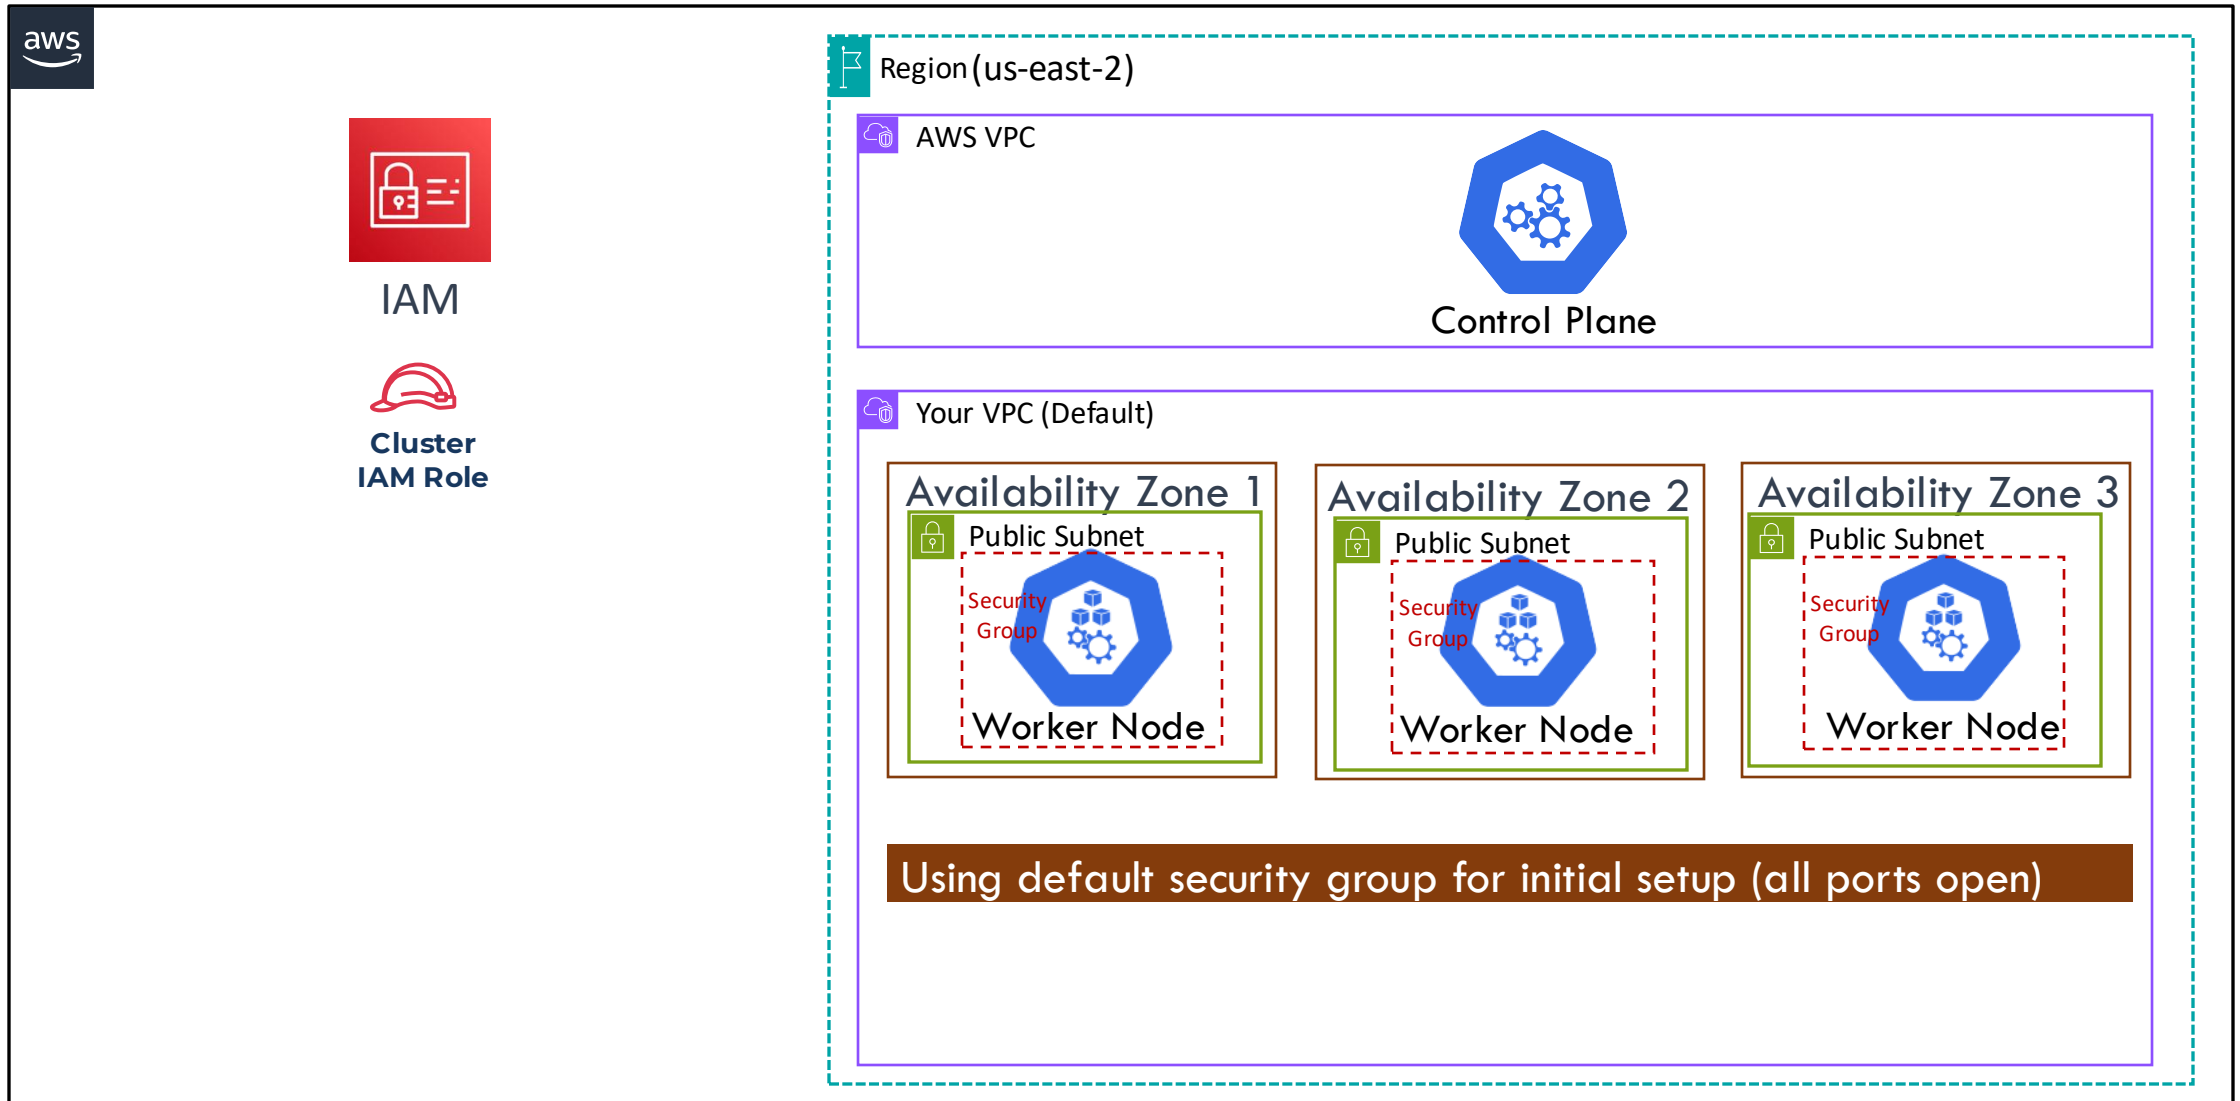 aws
Region (us-east-2)
AWS VPC
Control Plane
IAM
Cluster
IAM Role
Your VPC (Default)
Availability Zone 1
Public Subnet
Security
Group
Worker Node
Availability Zone 2
Public Subnet
Security
Group
Worker Node
Availability Zone 3
Public Subnet
Security
Group
Worker Node
Using default security group for initial setup (all ports open)